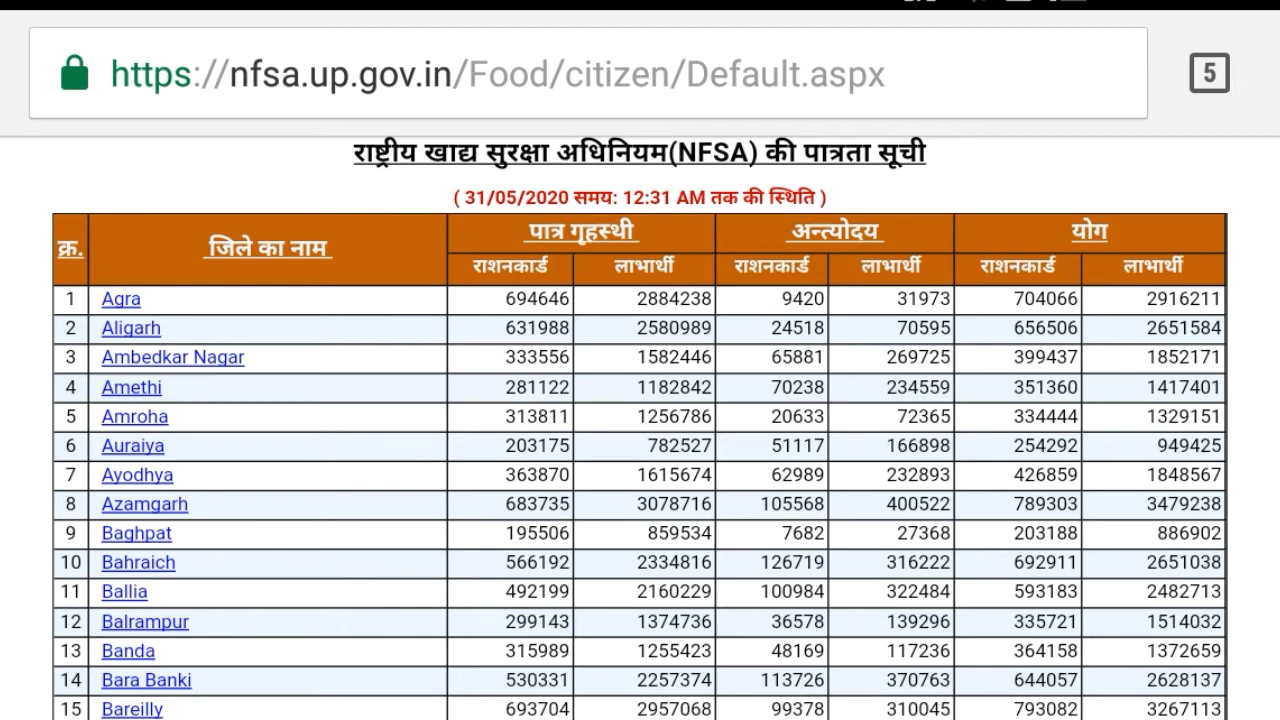 https://nfsa.up.gov.in/Food/citizen/Default.aspx 5
राष्ट्रीय खाद्य सुरक्षा अधिनियम(NFSA) की पात्रता सूची
( 31/05/2020 समय: 12:31 AM तक की स्थिति )
क्र. जिले का नाम पात्र गृहस्थी अन्त्योदय योग
राशनकार्ड लाभार्थी राशनकार्ड लाभार्थी राशनकार्ड लाभार्थी
1 Agra 694646 2884238 9420 31973 704066 2916211
2 Aligarh 631988 2580989 24518 70595 656506 2651584
3 Ambedkar Nagar 333556 1582446 65881 269725 399437 1852171
4 Amethi 281122 1182842 70238 234559 351360 1417401
5 Amroha 313811 1256786 20633 72365 334444 1329151
6 Auraiya 203175 782527 51117 166898 254292 949425
7 Ayodhya 363870 1615674 62989 232893 426859 1848567
8 Azamgarh 683735 3078716 105568 400522 789303 3479238
9 Baghpat 195506 859534 7682 27368 203188 886902
10 Bahraich 566192 2334816 126719 316222 692911 2651038
11 Ballia 492199 2160229 100984 322484 593183 2482713
12 Balrampur 299143 1374736 36578 139296 335721 1514032
13 Banda 315989 1255423 48169 117236 364158 1372659
14 Bara Banki 530331 2257374 113726 370763 644057 2628137
15 Bareilly 693704 2957068 99378 310045 793082 3267113